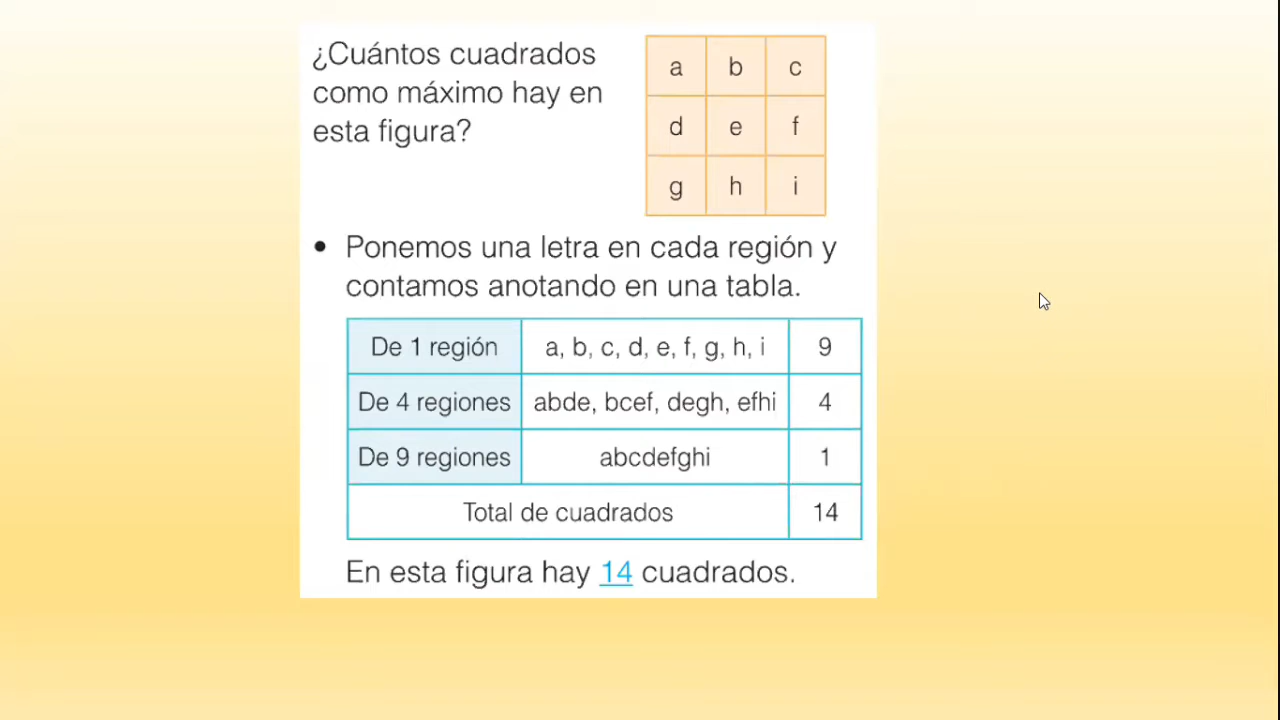 ¿Cuántos cuadrados
como máximo hay en
esta figura?
a b c
d e f
g h i
• Ponemos una letra en cada región y
contamos anotando en una tabla.
De 1 región a, b, c, d, e, f, g, h, i 9
De 4 regiones abde, bcef, degh, efhi 4
De 9 regiones abcdefghi 1
Total de cuadrados 14
En esta figura hay 14 cuadrados.